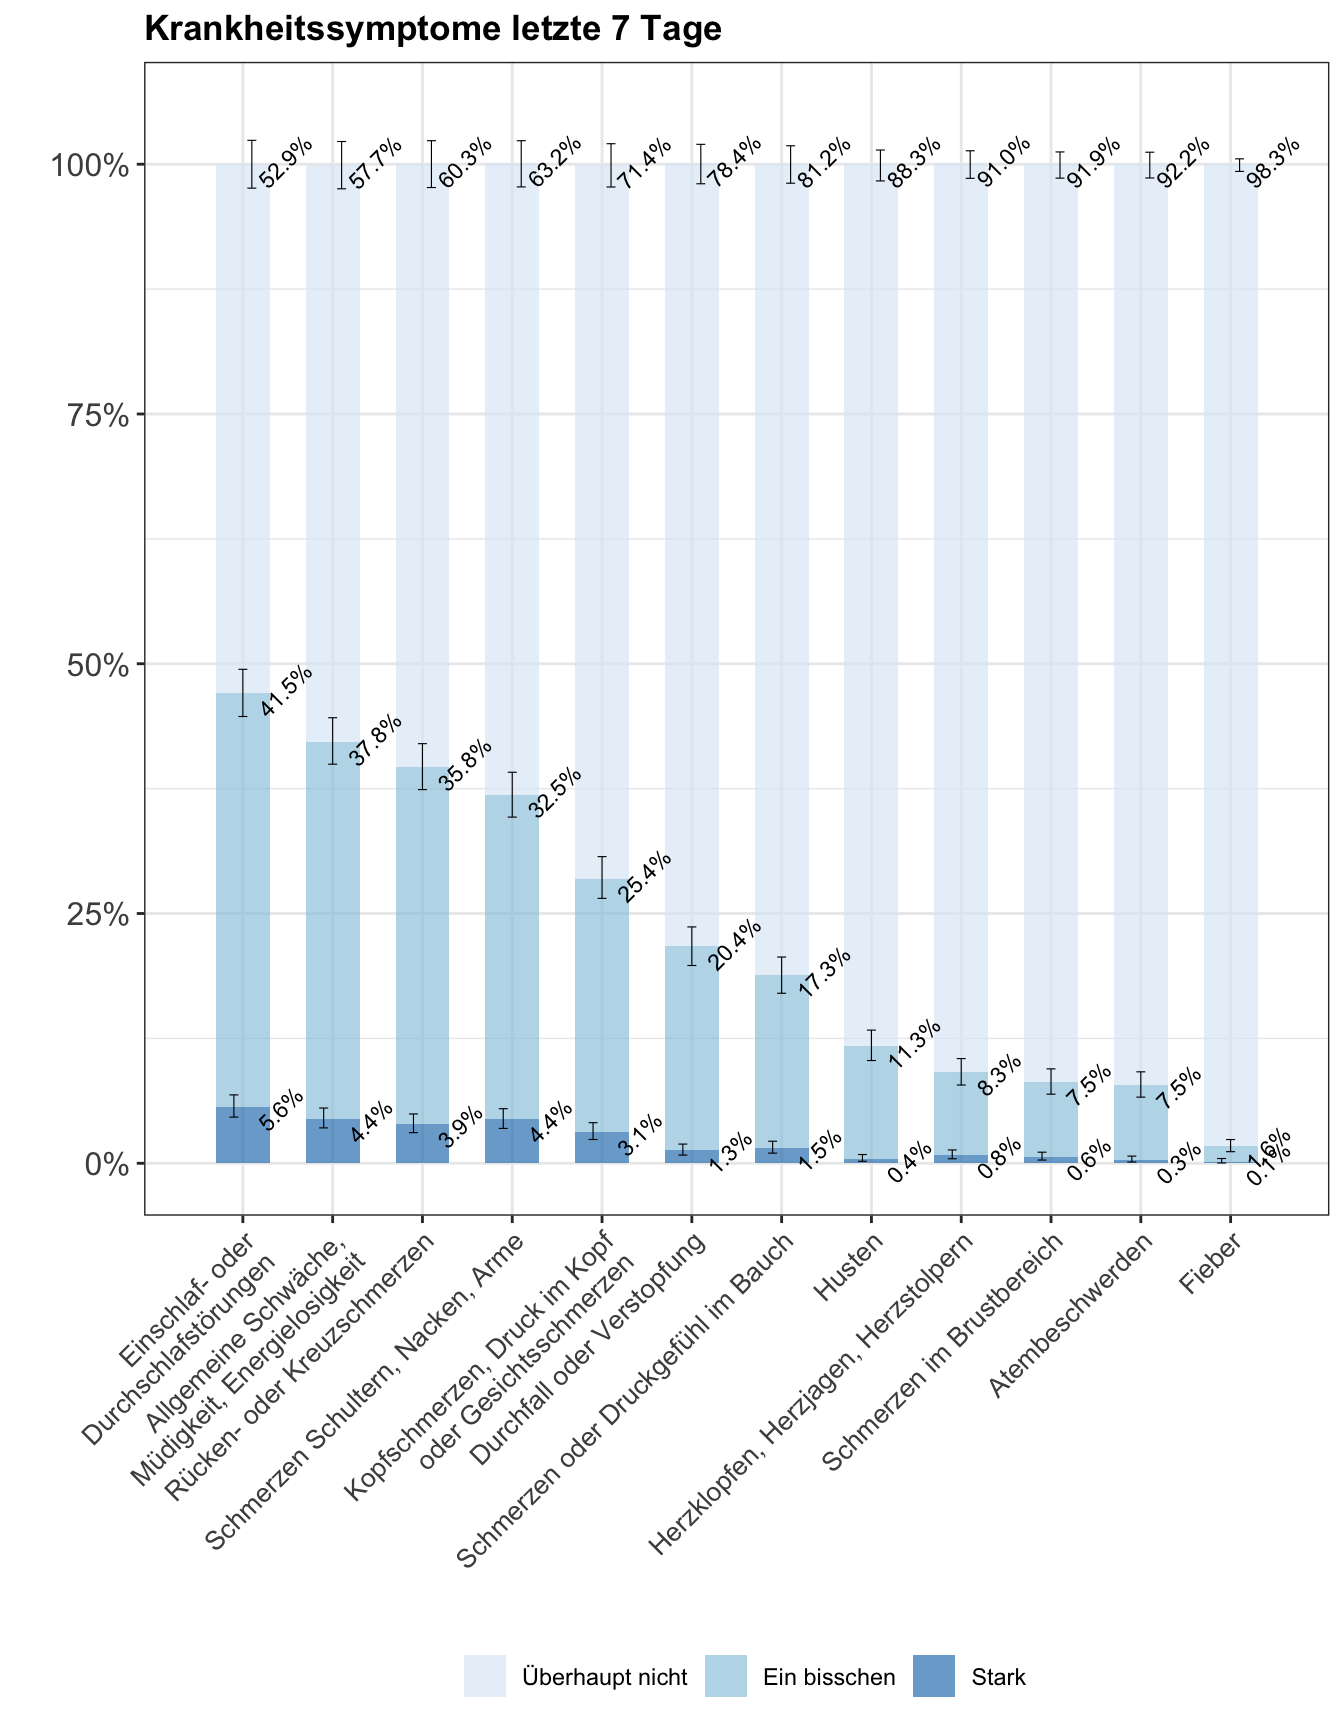 Krankheitssymptome letzte 7 Tage
100%
75%
50%
25%
0%
52.9%
57.7%
60.3%
63.2%
71.4%
78.4%
81.2%
88.3%
91.0%
91.9%
92.2%
98.3%
41.5%
37.8%
35.8%
32.5%
25.4%
20.4%
17.3%
11.3%
8.3%
7.5%
7.5%
1.6%
5.6%
4.4%
3.9%
4.4%
3.1%
1.3%
1.5%
0.4%
0.8%
0.6%
0.3%
0.1%
Einschlaf- oder
Durchschlafstörungen
Allgemeine Schwäche,
Müdigkeit, Energielosigkeit
Rücken- oder Kreuzschmerzen
Schmerzen Schultern, Nacken, Arme
Kopfschmerzen, Druck im Kopf
oder Gesichtsschmerzen
Durchfall oder Verstopfung
Schmerzen oder Druckgefühl im Bauch
Husten
Herzklopfen, Herzjagen, Herzstolpern
Schmerzen im Brustbereich
Atembeschwerden
Fieber
Überhaupt nicht
Ein bisschen
Stark